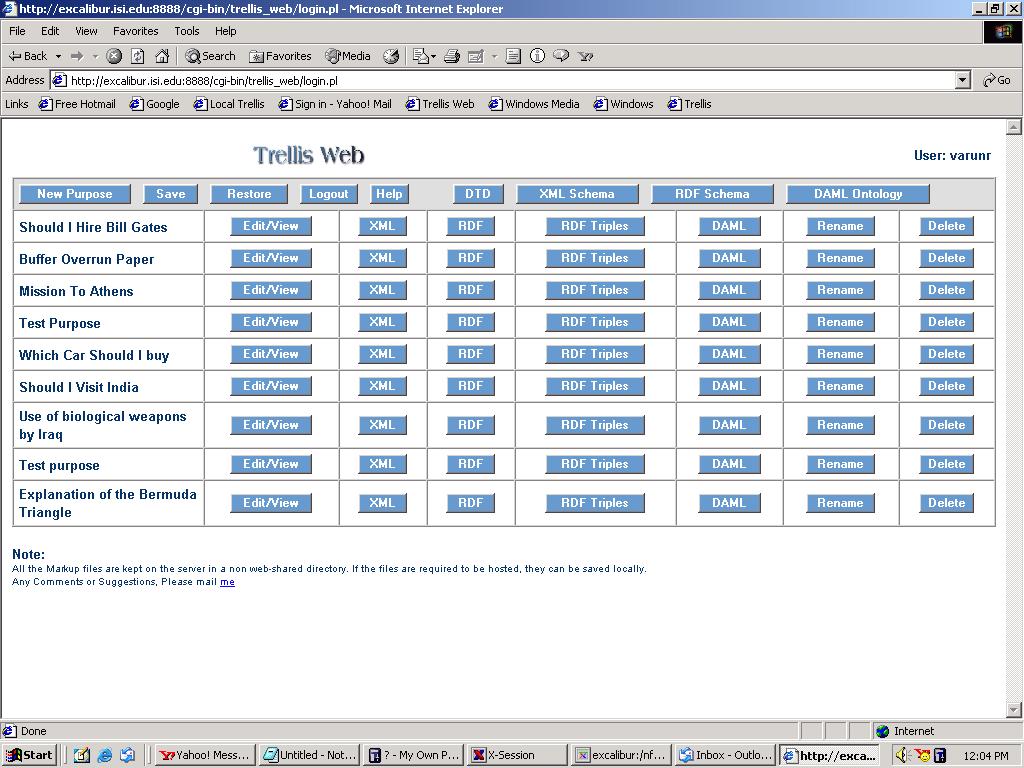 http://excalibur.isi.edu:8888/cgi-bin/trellis_web/login.pl - Microsoft Internet Explorer
File Edit View Favorites Tools Help
Back Search Favorites Media
Address http://excalibur.isi.edu:8888/cgi-bin/trellis_web/login.pl Go
Links Free Hotmail Google Local Trellis Sign in - Yahoo! Mail Trellis Web Windows Media Windows Trellis
Trellis Web
User: varunr
New Purpose Save Restore Logout Help DTD XML Schema RDF Schema DAML Ontology
Should I Hire Bill Gates Edit/View XML RDF RDF Triples DAML Rename Delete
Buffer Overrun Paper Edit/View XML RDF RDF Triples DAML Rename Delete
Mission To Athens Edit/View XML RDF RDF Triples DAML Rename Delete
Test Purpose Edit/View XML RDF RDF Triples DAML Rename Delete
Which Car Should I buy Edit/View XML RDF RDF Triples DAML Rename Delete
Should I Visit India Edit/View XML RDF RDF Triples DAML Rename Delete
Use of biological weapons
by Iraq Edit/View XML RDF RDF Triples DAML Rename Delete
Test purpose Edit/View XML RDF RDF Triples DAML Rename Delete
Explanation of the Bermuda
Triangle Edit/View XML RDF RDF Triples DAML Rename Delete
Note:
All the Markup files are kept on the server in a non web-shared directory. If the files are required to be hosted, they can be saved locally.
Any Comments or Suggestions, Please mail me
Done Internet
Start Yahoo! Mess... Untitled - Not... ? - My Own P... X-Session excalibur:/nf... Inbox - Outlo... http://exca... 12:04 PM